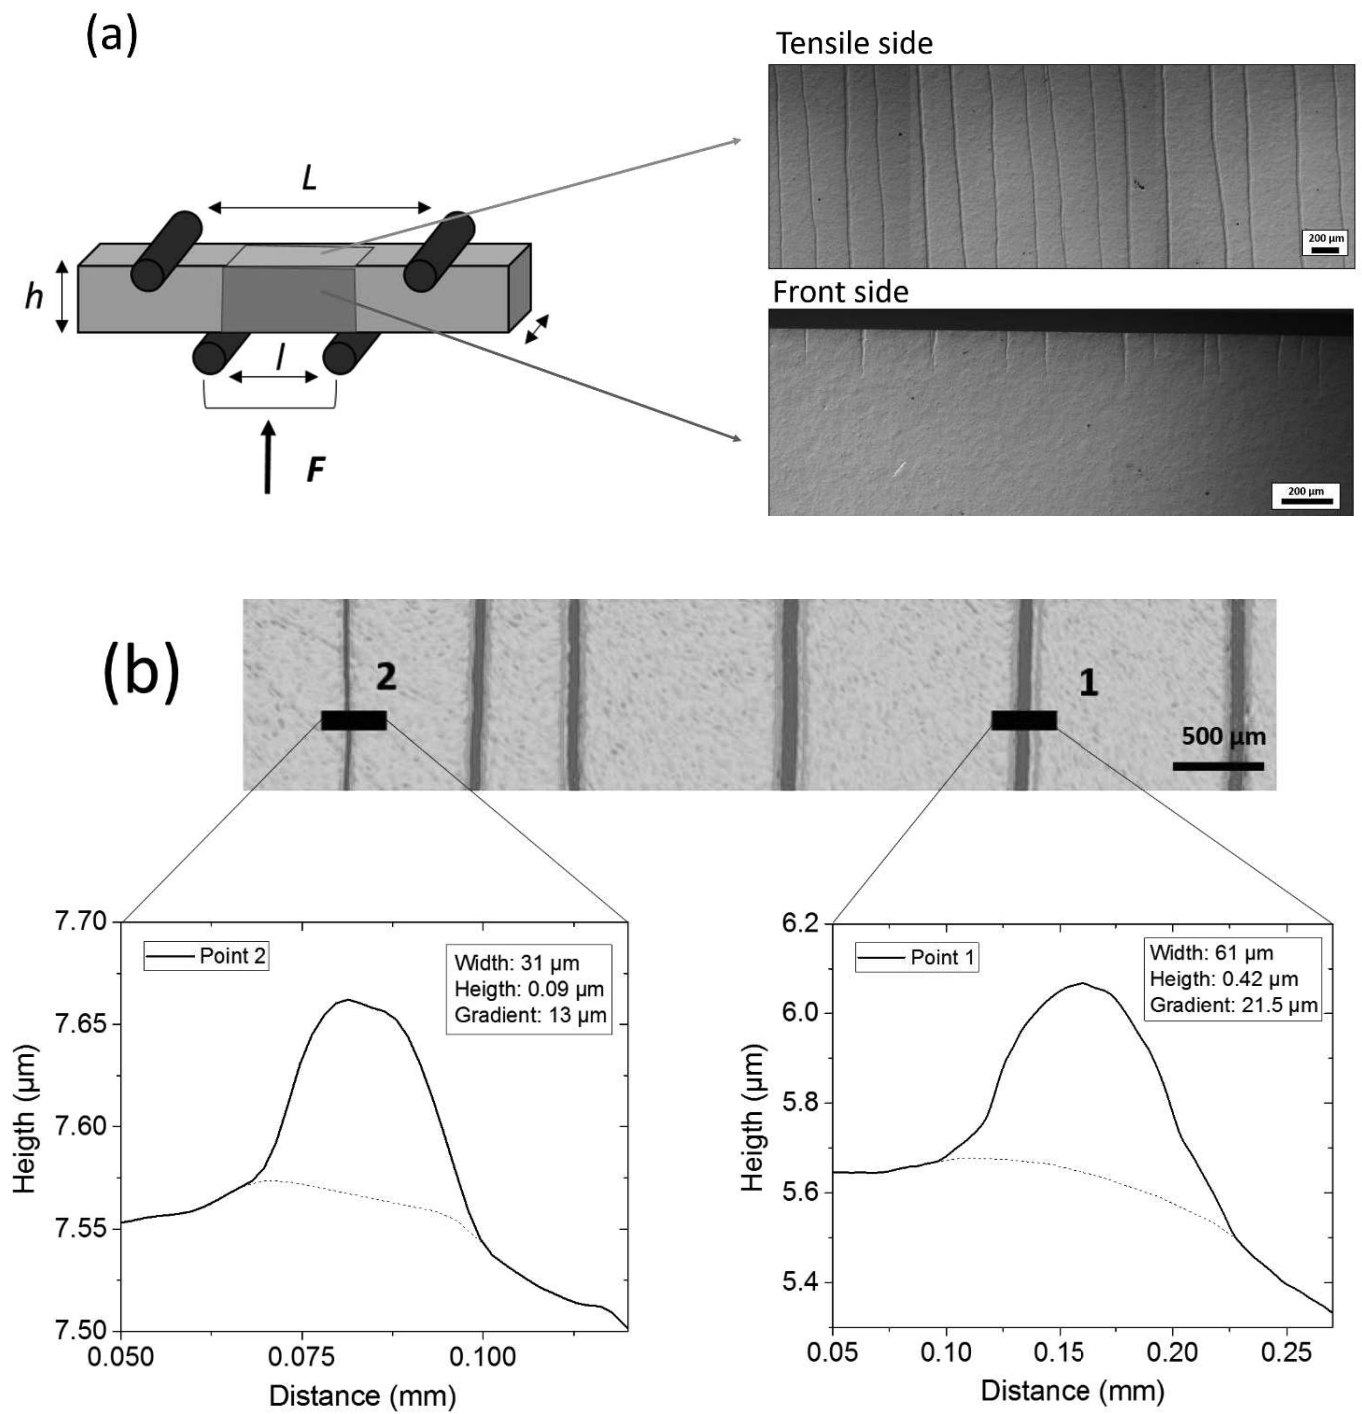 (a)
Tensile side
200 µm
Front side
200 µm
L
h
l
F
(b)
2
1
500 µm
7.70
7.65
7.60
7.55
7.50
Heigth (µm)
Point 2
Width: 31 µm
Heigth: 0.09 µm
Gradient: 13 µm
0.050 0.075 0.100
Distance (mm)
6.2
6.0
5.8
5.6
5.4
Heigth (µm)
Point 1
Width: 61 µm
Heigth: 0.42 µm
Gradient: 21.5 µm
0.05 0.10 0.15 0.20 0.25
Distance (mm)